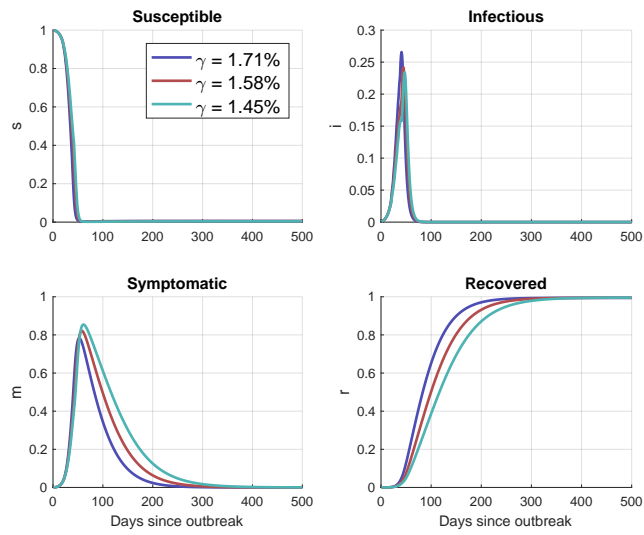 Susceptible
1
0.8
0.6
0.4
0.2
0
s
0 100 200 300 400 500
γ = 1.71%
γ = 1.58%
γ = 1.45%
Infectious
0.3
0.25
0.2
0.15
0.1
0.05
0
i
0 100 200 300 400 500
Symptomatic
1
0.8
0.6
0.4
0.2
0
m
0 100 200 300 400 500
Days since outbreak
Recovered
1
0.8
0.6
0.4
0.2
0
r
0 100 200 300 400 500
Days since outbreak